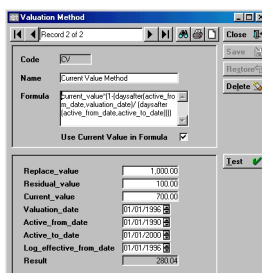 Valuation Method
Record 2 of 2
Close
Save
Restore
Delete
Test
Code CV
Name Current Value Method
Formula current_value*(1-(daysafter(active_fro
m_date,valuation_date)/ (daysafter
(active_from_date,active_to_date))))
Use Current Value in Formula
Replace_value 1,000.00
Residual_value 100.00
Current_value 700.00
Valuation_date 01/01/1996
Active_from_date 01/01/1990
Active_to_date 01/01/2000
Log_effective_from_date 01/01/1996
Result 280.04